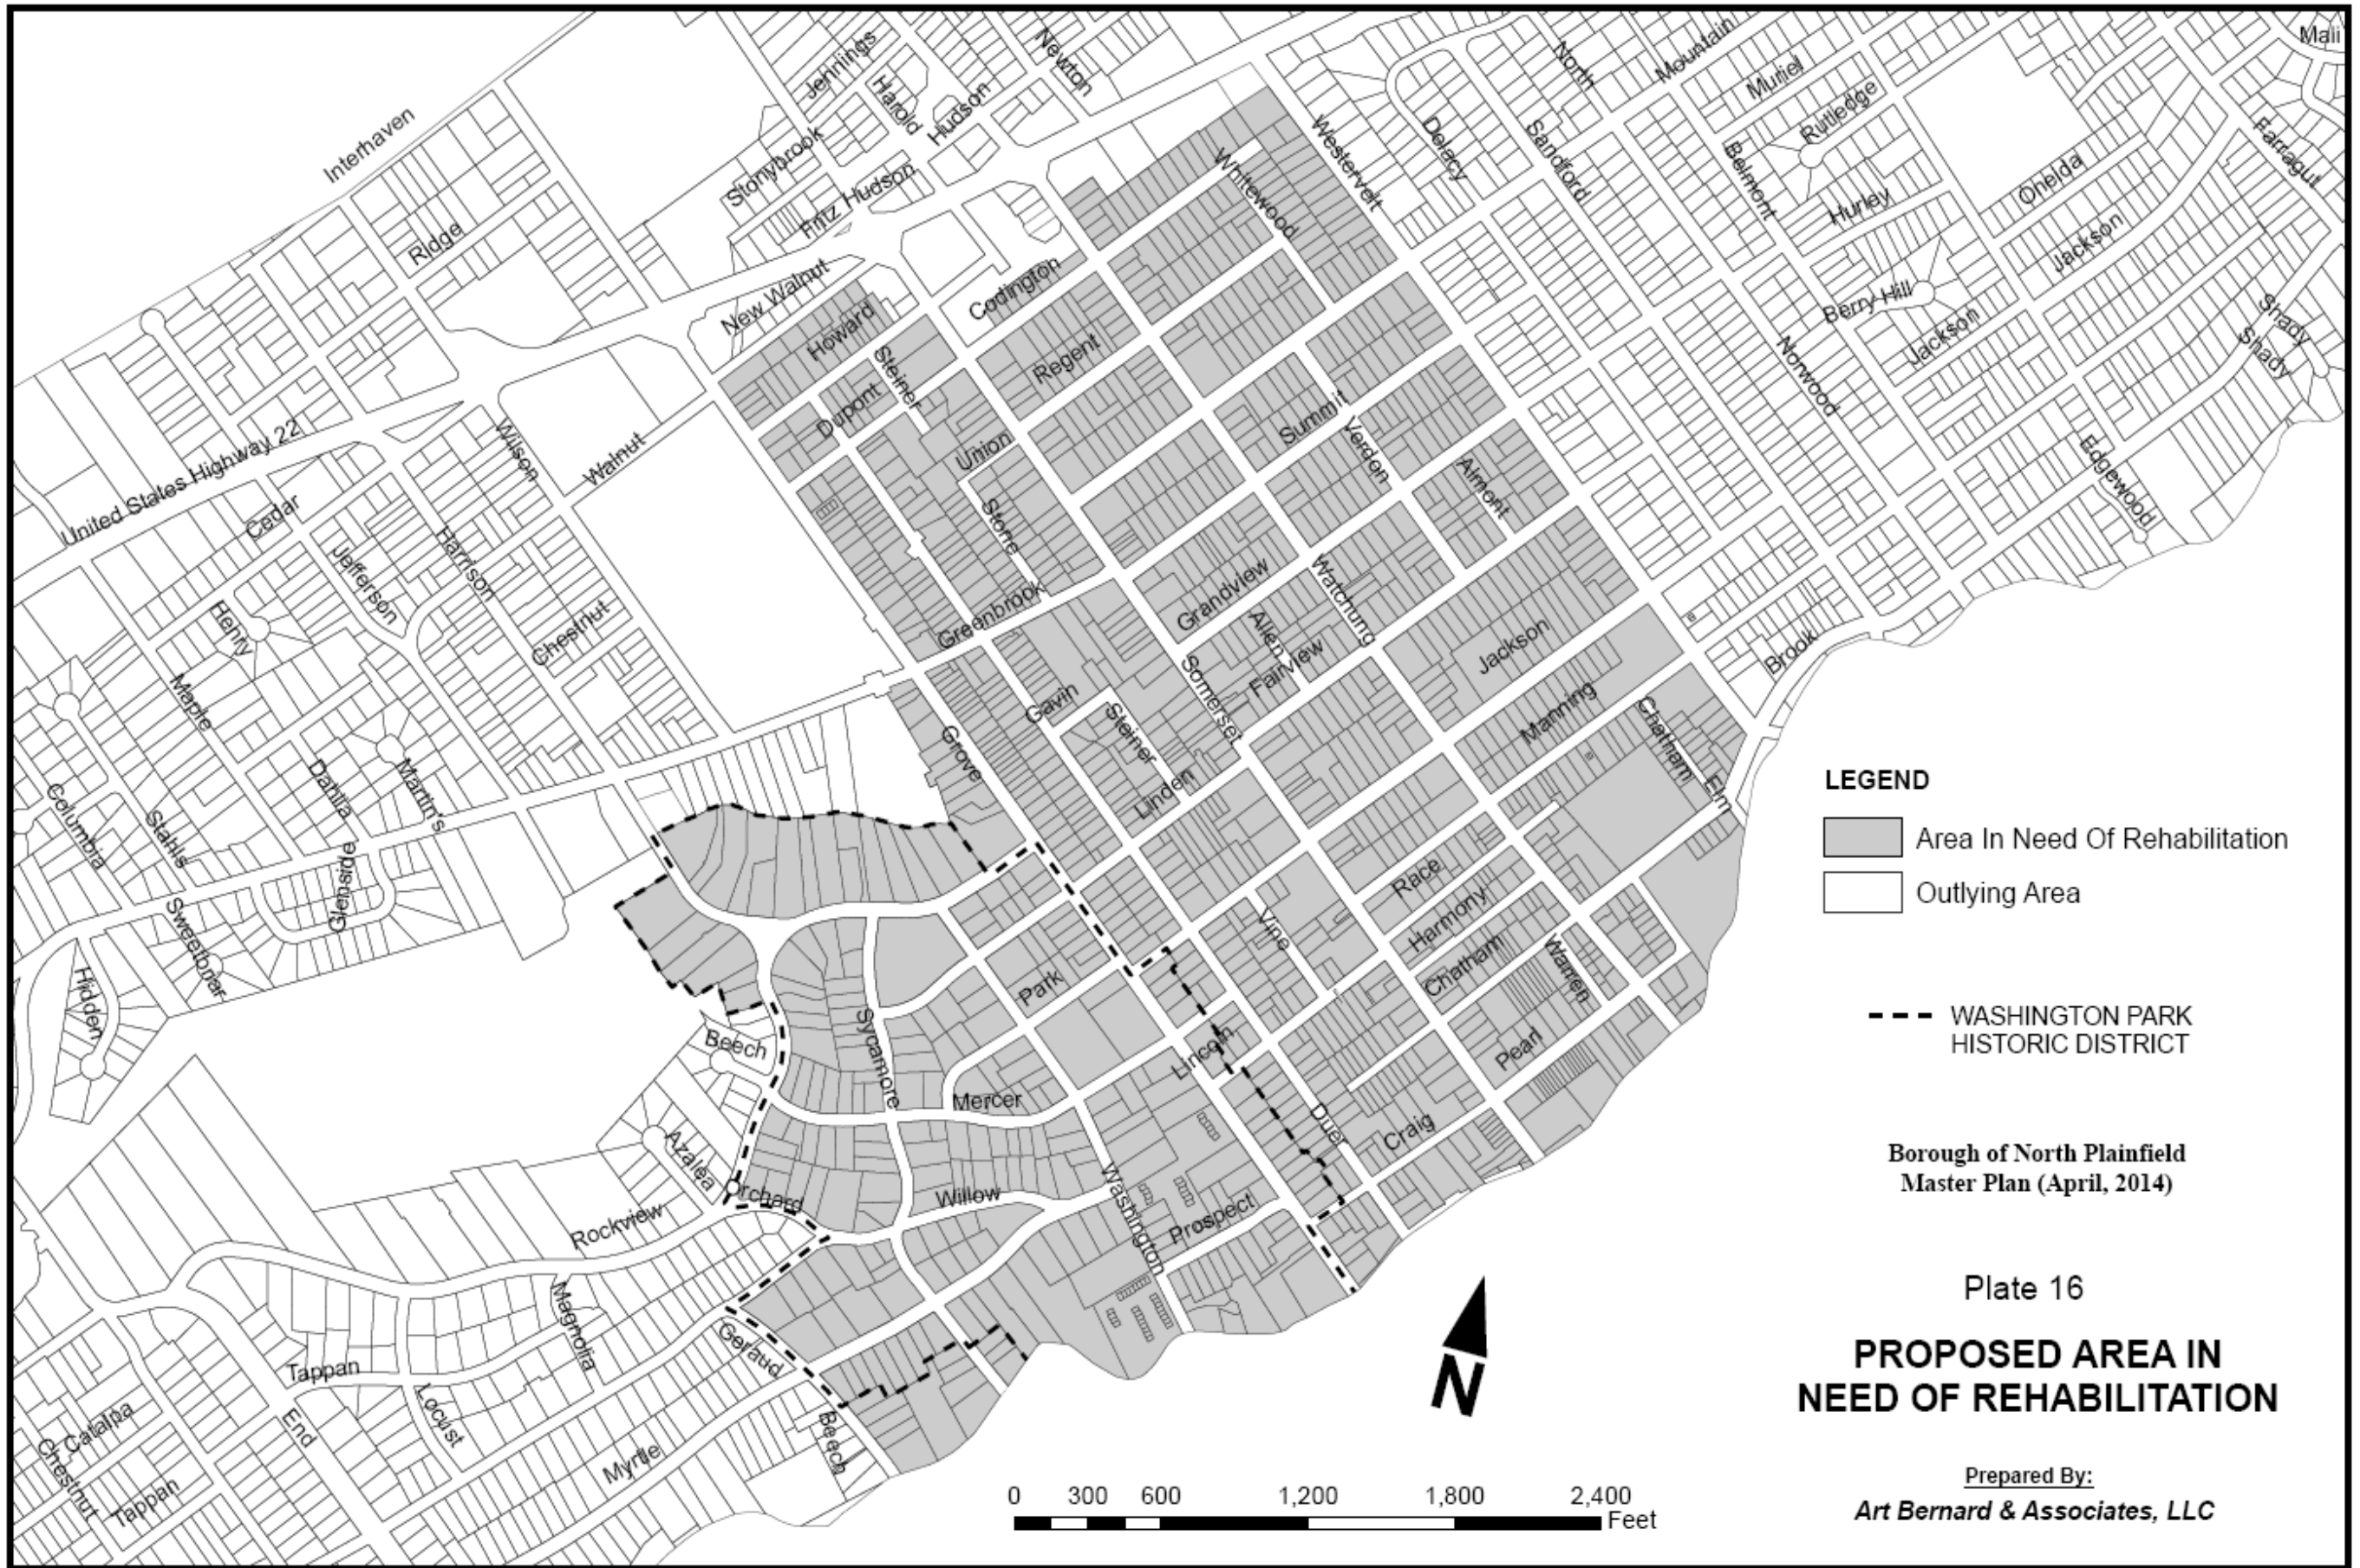 Interhaven
Ridge
Jennings
Harold
Hudson
Newton
Stonybrook
Fritz Hudson
New Walnut
Howard
Steiner
Dupont
Codington
Regent
Union
Stone
Whitewood
Westervelt
Delacy
North
Sandford
Mountain
Muriel
Rutledge
Belmont
Hurley
Berry Hill
Jackson
Norwood
Oneida
Jackson
Farragut
Mali
Shady
Shady
Edgewood
Brook
United States Highway 22
Cedar
Wilson
Walnut
Jefferson
Harrison
Henry
Chestnut
Maple
Columbia
Stahls
Dahlia
Martin's
Glenside
Sweetbriar
Hidden
Summit
Verdon
Almont
Greenbrook
Grandview
Allen
Fairview
Watchung
Jackson
Manning
Chatham
Elm
Gavin
Steiner
Somerset
Grove
Linden
Race
Harmony
Chatham
Warren
Vine
Park
Pearl
Lincoln
Duer
Craig
Sycamore
Beech
Mercer
Azalea
Orchard
Willow
Washington
Prospect
Rockview
Magnolia
Geraud
Tappan
Locust
End
Myrtle
Beech
Catalpa
Ch
Chestnut
Tappan
LEGEND
Area In Need Of Rehabilitation
Outlying Area
WASHINGTON PARK
HISTORIC DISTRICT
Borough of North Plainfield
Master Plan (April, 2014)
Plate 16
PROPOSED AREA IN
NEED OF REHABILITATION
Prepared By:
Art Bernard & Associates, LLC
N
0 300 600 1,200 1,800 2,400
Feet